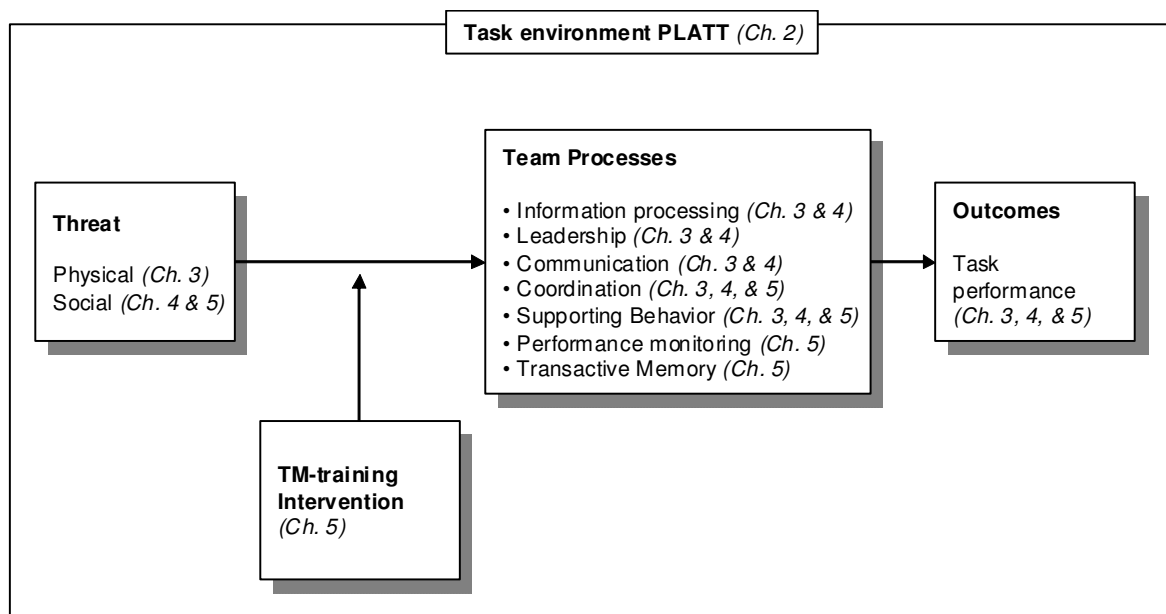 Task environment PLATT (Ch. 2)
Threat
Physical (Ch. 3)
Social (Ch. 4 & 5)
Team Processes
• Information processing (Ch. 3 & 4)
• Leadership (Ch. 3 & 4)
• Communication (Ch. 3 & 4)
• Coordination (Ch. 3, 4, & 5)
• Supporting Behavior (Ch. 3, 4, & 5)
• Performance monitoring (Ch. 5)
• Transactive Memory (Ch. 5)
Outcomes
Task
performance
(Ch. 3, 4, & 5)
TM-training
Intervention
(Ch. 5)